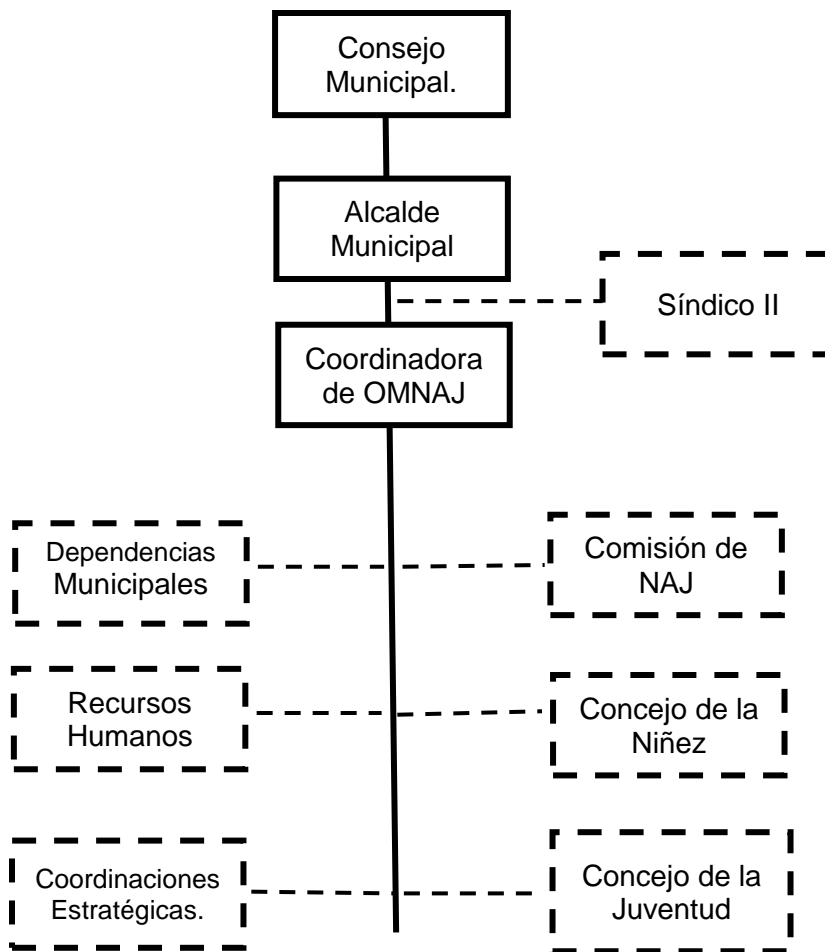 Consejo
Municipal.
Alcalde
Municipal
Síndico II
Coordinadora
de OMNAJ
Dependencias
Municipales
Comisión de
NAJ
Recursos
Humanos
Concejo de la
Niñez
Coordinaciones
Estratégicas.
Concejo de la
Juventud